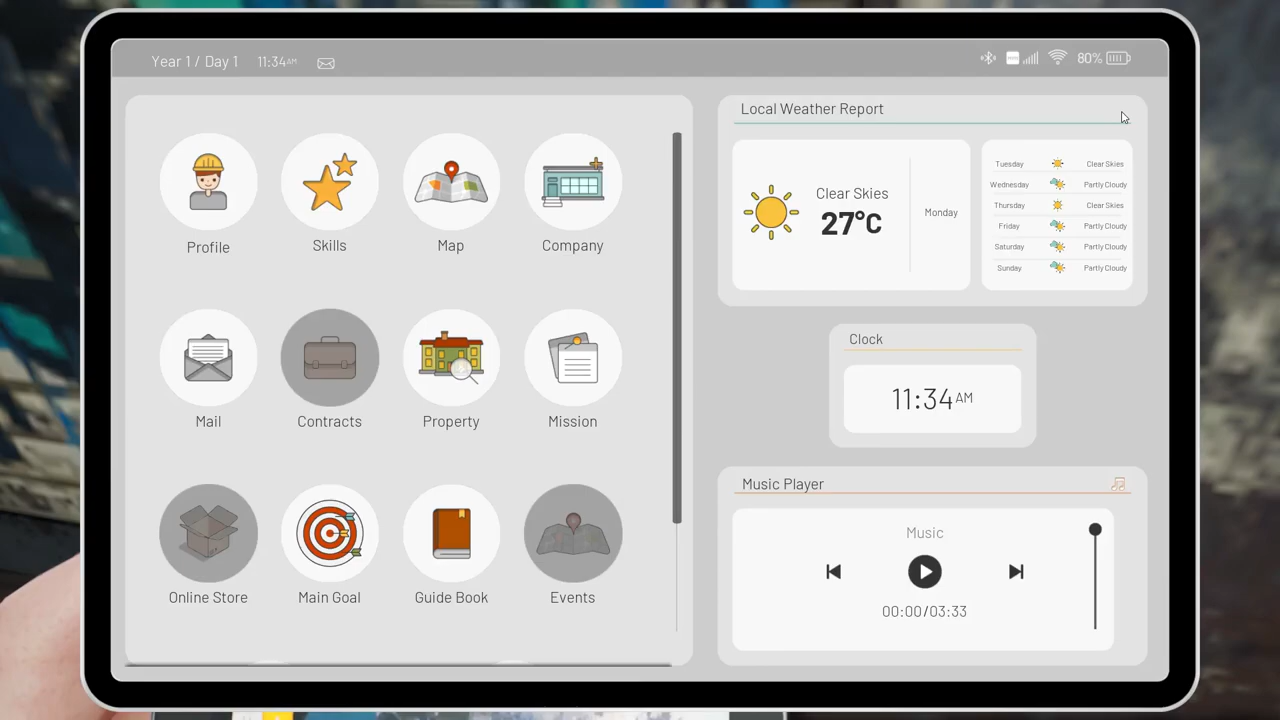 Year 1 / Day 1 11:34AM
80%
Profile
Skills
Map
Company
Mail
Contracts
Property
Mission
Online Store
Main Goal
Guide Book
Events
Local Weather Report
Clear Skies
27°C
Monday
Tuesday Clear Skies
Wednesday Partly Cloudy
Thursday Clear Skies
Friday Partly Cloudy
Saturday Partly Cloudy
Sunday Partly Cloudy
Clock
11:34 AM
Music Player
Music
00:00/03:33